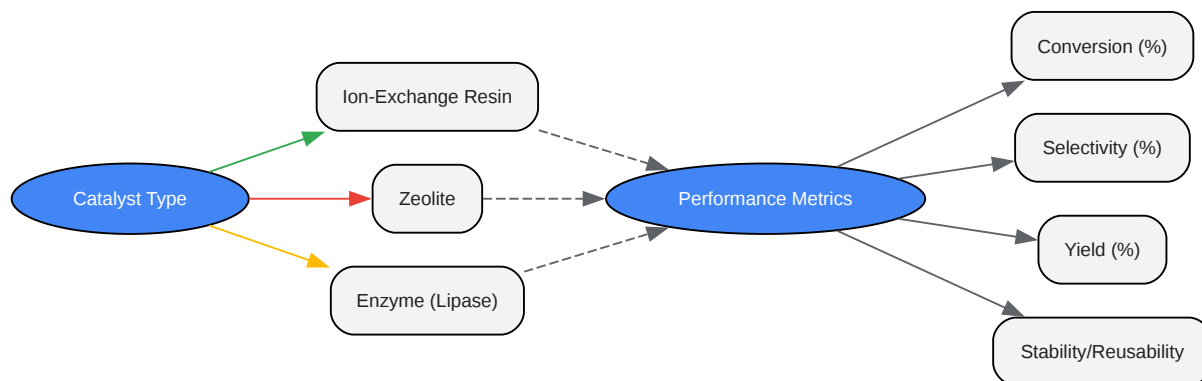 Catalyst Type
Ion-Exchange Resin
Zeolite
Enzyme (Lipase)
Performance Metrics
Conversion (%)
Selectivity (%)
Yield (%)
Stability/Reusability